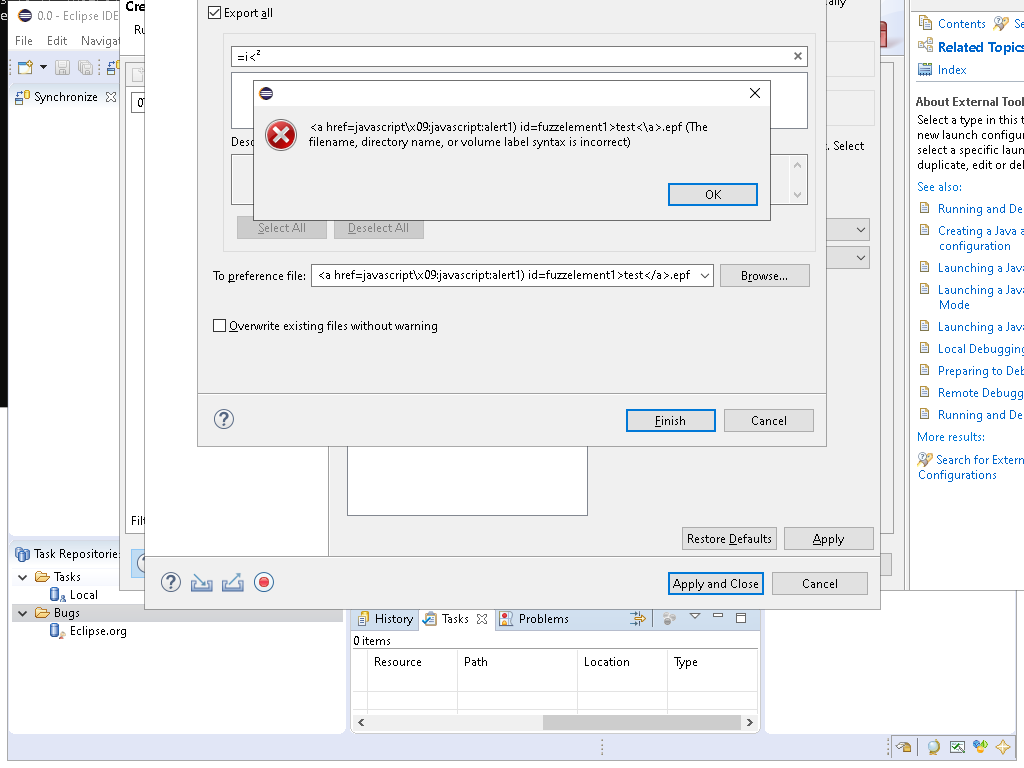 0.0 - Eclipse IDE
File Edit Navigat
Synchronize
Cre
Export all
=i<²
<a href=javascript\x09:javascript:alert1) id=fuzzelement1>test<\a>.epf (The
filename, directory name, or volume label syntax is incorrect)
OK
Select All
Deselect All
To preference file:
<a href=javascript\x09:javascript:alert1) id=fuzzelement1>test</a>.epf
Browse...
Overwrite existing files without warning
Finish
Cancel
. Select
Restore Defaults
Apply
Apply and Close
Cancel
Contents
Related Topics
Index
About External Tool
Select a type in this t
new launch configu
select a specific laun
duplicate, edit or del
See also:
Running and De
Creating a Java a
configuration
Launching a Java
Launching a Java
Mode
Launching a Java
Local Debugging
Preparing to Deb
Remote Debugg
Running and De
More results:
Search for Extern
Configurations
Task Repositories
Tasks
Local
Bugs
Eclipse.org
History
Tasks
Problems
0 items
Resource
Path
Location
Type